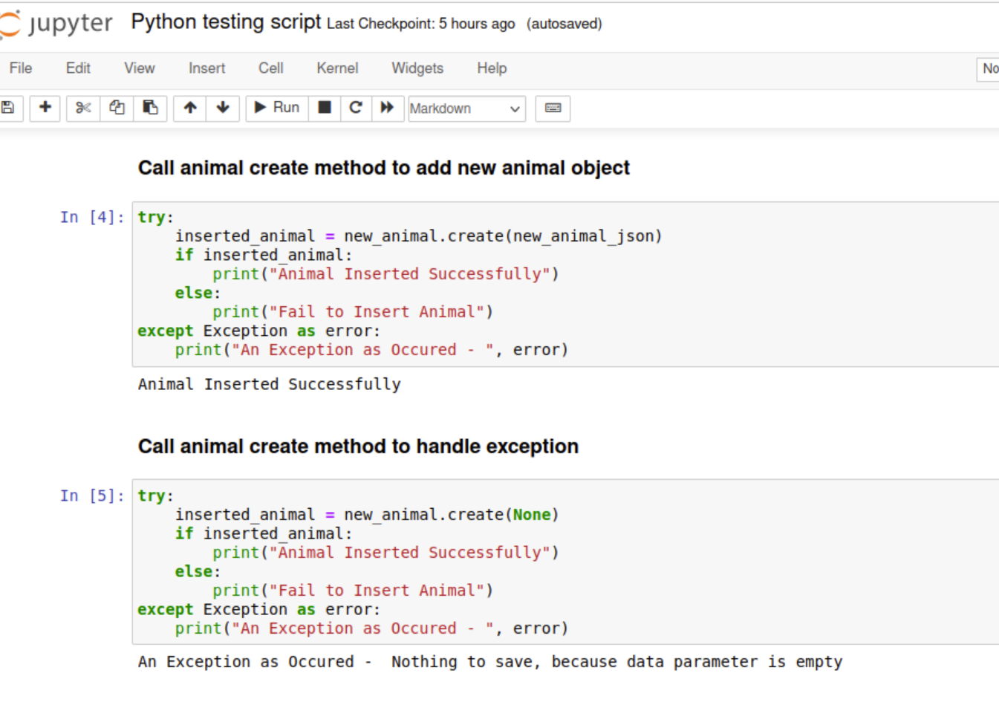 jupyter Python testing script Last Checkpoint: 5 hours ago (autosaved)
File Edit View Insert Cell Kernel Widgets Help
Run Markdown
Call animal create method to add new animal object
In [4]: try:
    inserted_animal = new_animal.create(new_animal_json)
    if inserted_animal:
        print("Animal Inserted Successfully")
    else:
        print("Fail to Insert Animal")
except Exception as error:
    print("An Exception as Occured - ", error)
Animal Inserted Successfully
Call animal create method to handle exception
In [5]: try:
    inserted_animal = new_animal.create(None)
    if inserted_animal:
        print("Animal Inserted Successfully")
    else:
        print("Fail to Insert Animal")
except Exception as error:
    print("An Exception as Occured - ", error)
An Exception as Occured -  Nothing to save, because data parameter is empty